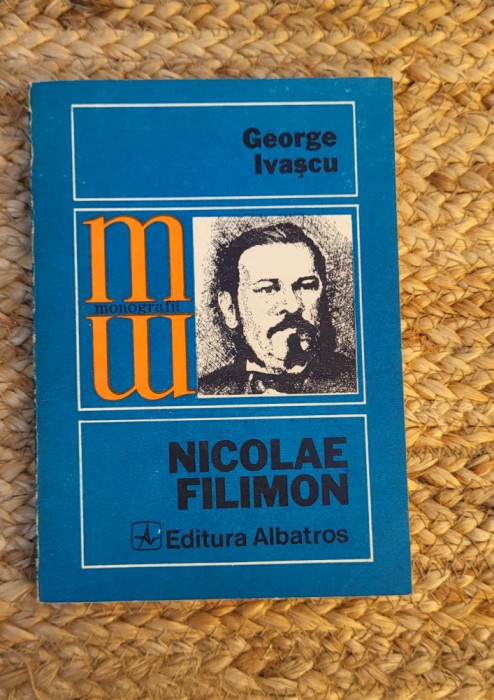 George
Ivașcu
m
monografii
m
NICOLAE
FILIMON
Editura Albatros